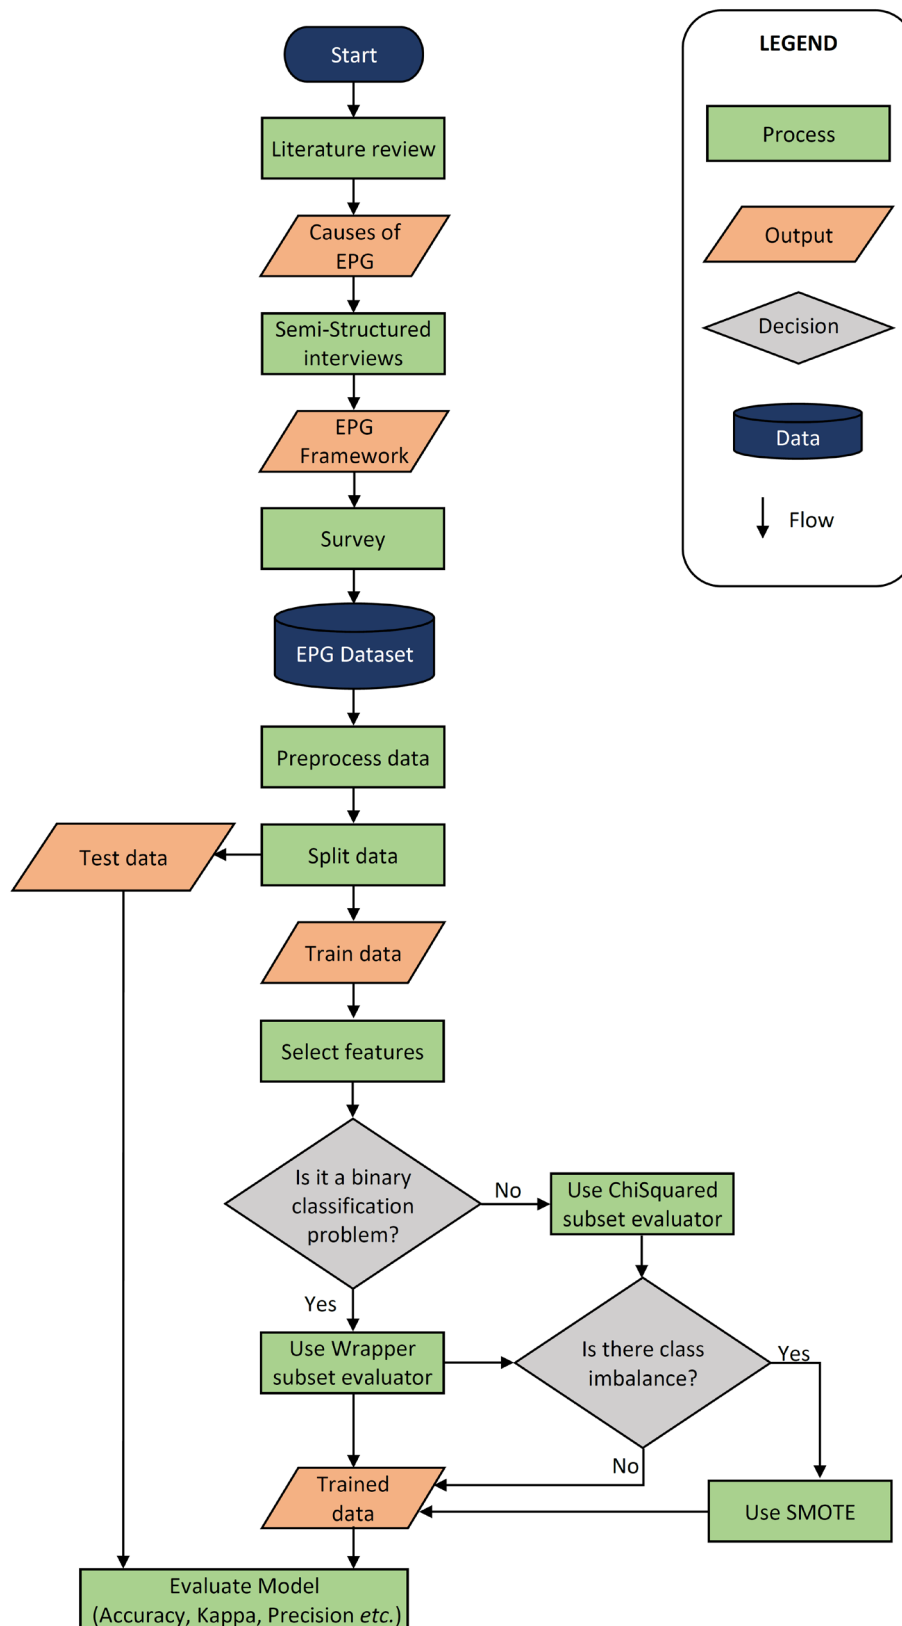 Start
Literature review
Causes of
EPG
Semi-Structured
interviews
EPG
Framework
Survey
EPG Dataset
Preprocess data
Split data
Test data
Train data
Select features
Is it a binary
classification
problem?
No
Use ChiSquared
subset evaluator
Yes
Use Wrapper
subset evaluator
Is there class
imbalance?
Yes
No
Use SMOTE
Trained
data
Evaluate Model
(Accuracy, Kappa, Precision etc.)
LEGEND
Process
Output
Decision
Data
Flow